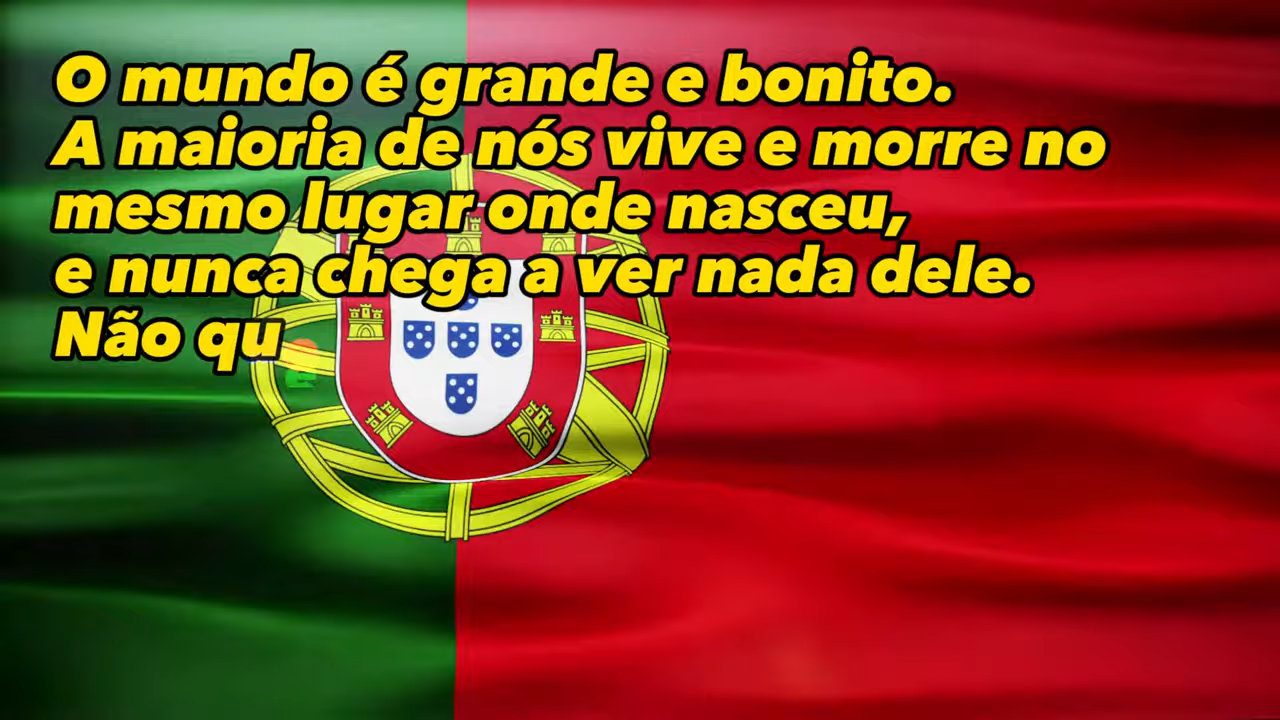 O mundo é grande e bonito.
A maioria de nós vive e morre no
mesmo lugar onde nasceu,
e nunca chega a ver nada dele.
Não qu